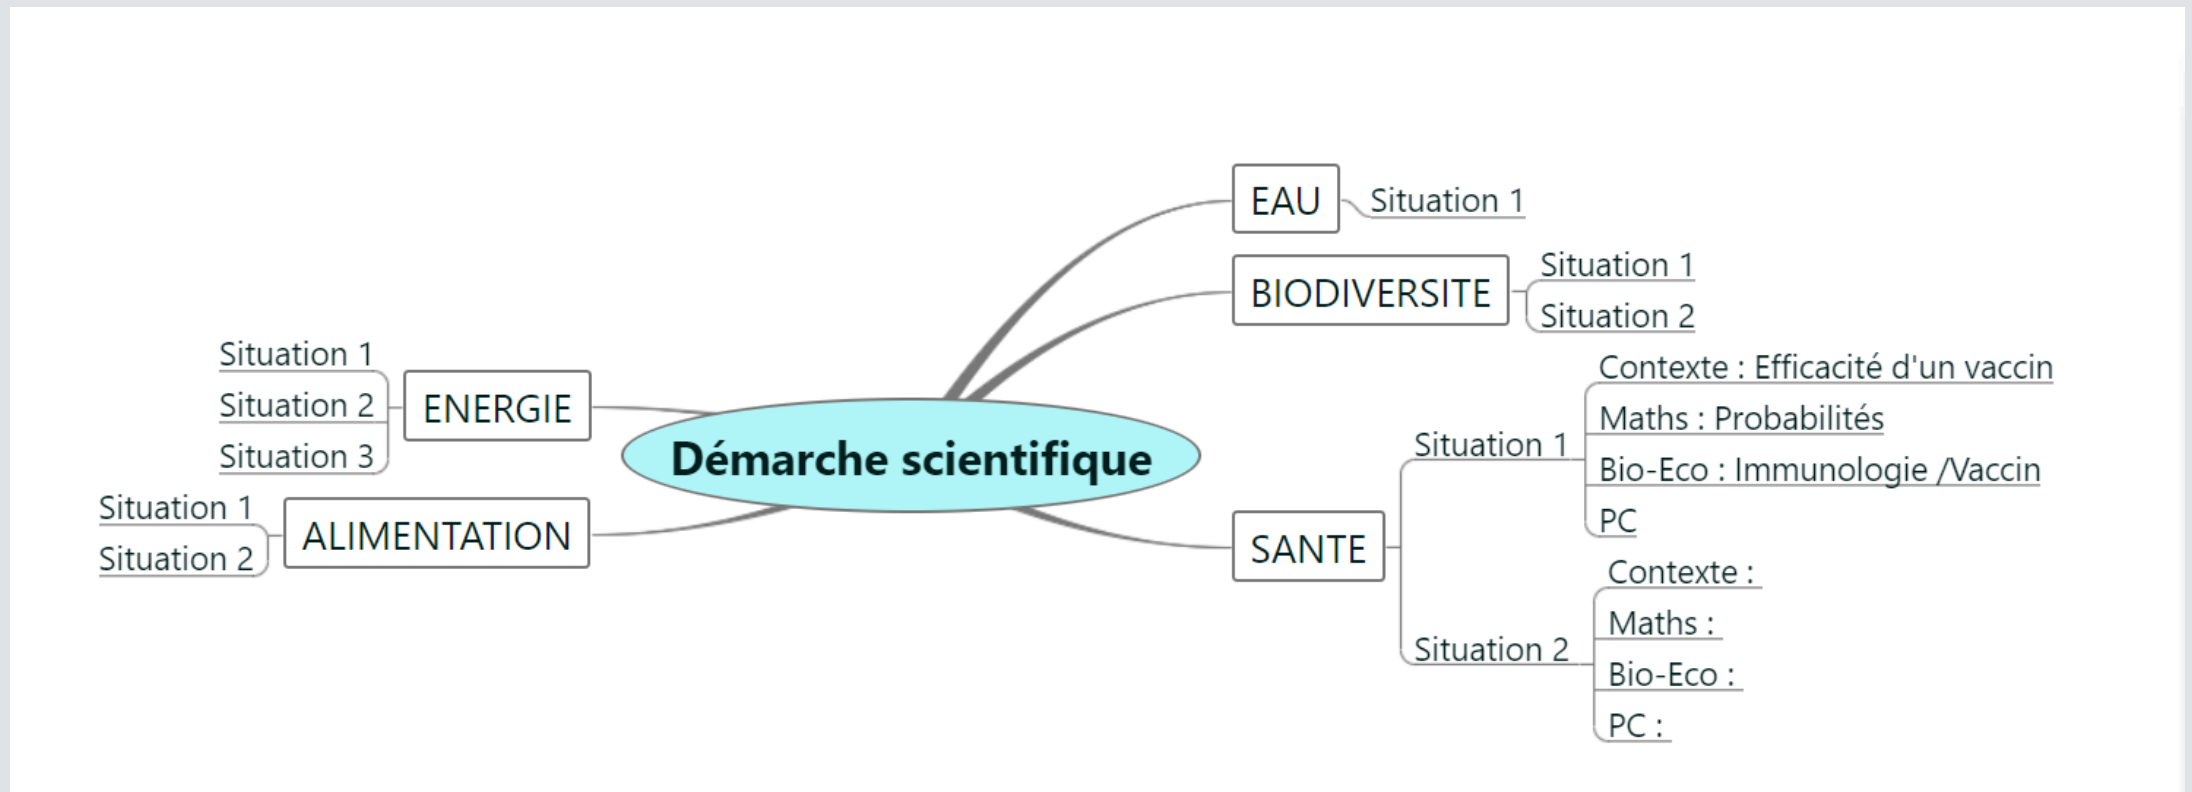 Démarche scientifique
EAU
Situation 1
BIODIVERSITE
Situation 1
Situation 2
SANTE
Situation 1
Contexte : Efficacité d'un vaccin
Maths : Probabilités
Bio-Eco : Immunologie /Vaccin
PC
Situation 2
Contexte :
Maths :
Bio-Eco :
PC :
ENERGIE
Situation 1
Situation 2
Situation 3
ALIMENTATION
Situation 1
Situation 2